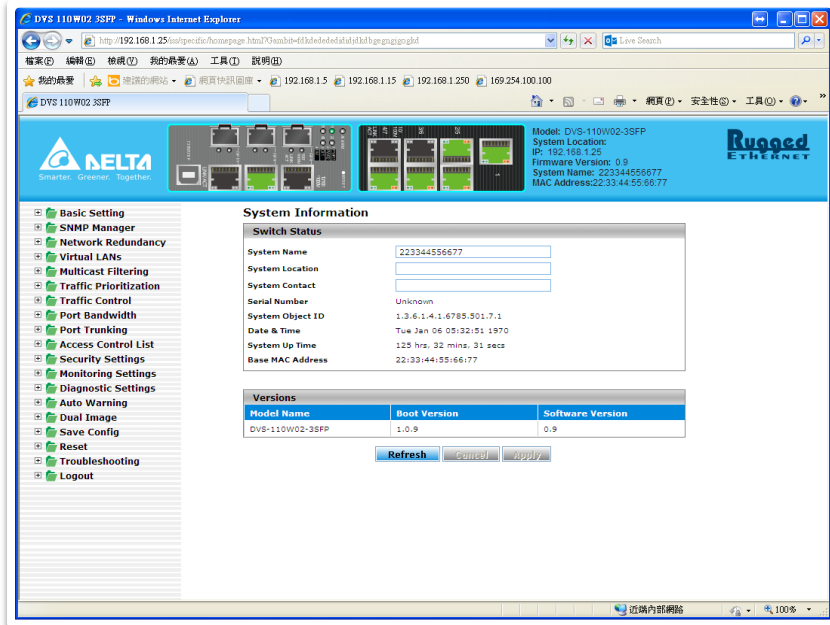 DVS 110W02 3SFP - Windows Internet Explorer
Live Search
檔案(F) 編輯(E) 檢視(V) 我的最愛(A) 工具(T) 說明(H)
我的最愛 建議的網站 網頁快訊圖庫 192.168.1.5 192.168.1.15 192.168.1.250 169.254.100.100
DVS 110W02 3SFP 網頁(P) 安全性(S) 工具(O)
DELTA
Smarter. Greener. Together.
Model: DVS-110W02-3SFP
System Location:
IP: 192.168.1.25
Firmware Version: 0.9
System Name: 223344556677
MAC Address:22:33:44:55:66:77
Rugged
ETHERNET
Basic Setting
SNMP Manager
Network Redundancy
Virtual LANs
Multicast Filtering
Traffic Prioritization
Traffic Control
Port Bandwidth
Port Trunking
Access Control List
Security Settings
Monitoring Settings
Diagnostic Settings
Auto Warning
Dual Image
Save Config
Reset
Troubleshooting
Logout
System Information
Switch Status
System Name 223344556677
System Location
System Contact
Serial Number Unknown
System Object ID 1.3.6.1.4.1.6785.501.7.1
Date & Time Tue Jan 06 05:32:51 1970
System Up Time 125 hrs, 32 mins, 31 secs
Base MAC Address 22:33:44:55:66:77
Versions
Model Name Boot Version Software Version
DVS-110W02-3SFP 1.0.9 0.9
Refresh Cancel Apply
近端內部網路 100%